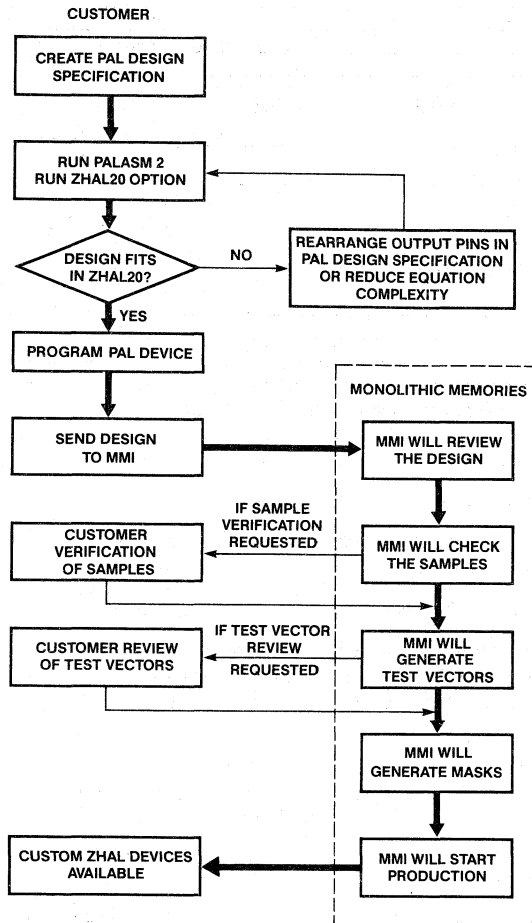 CUSTOMER
CREATE PAL DESIGN
SPECIFICATION
RUN PALASM 2
RUN ZHAL20 OPTION
DESIGN FITS
IN ZHAL20?
NO
REARRANGE OUTPUT PINS IN
PAL DESIGN SPECIFICATION
OR REDUCE EQUATION
COMPLEXITY
YES
PROGRAM PAL DEVICE
MONOLITHIC MEMORIES
SEND DESIGN
TO MMI
MMI WILL REVIEW
THE DESIGN
IF SAMPLE
VERIFICATION
REQUESTED
CUSTOMER
VERIFICATION
OF SAMPLES
MMI WILL CHECK
THE SAMPLES
IF TEST VECTOR
REVIEW
REQUESTED
CUSTOMER REVIEW
OF TEST VECTORS
MMI WILL
GENERATE
TEST VECTORS
MMI WILL
GENERATE MASKS
CUSTOM ZHAL DEVICES
AVAILABLE
MMI WILL START
PRODUCTION